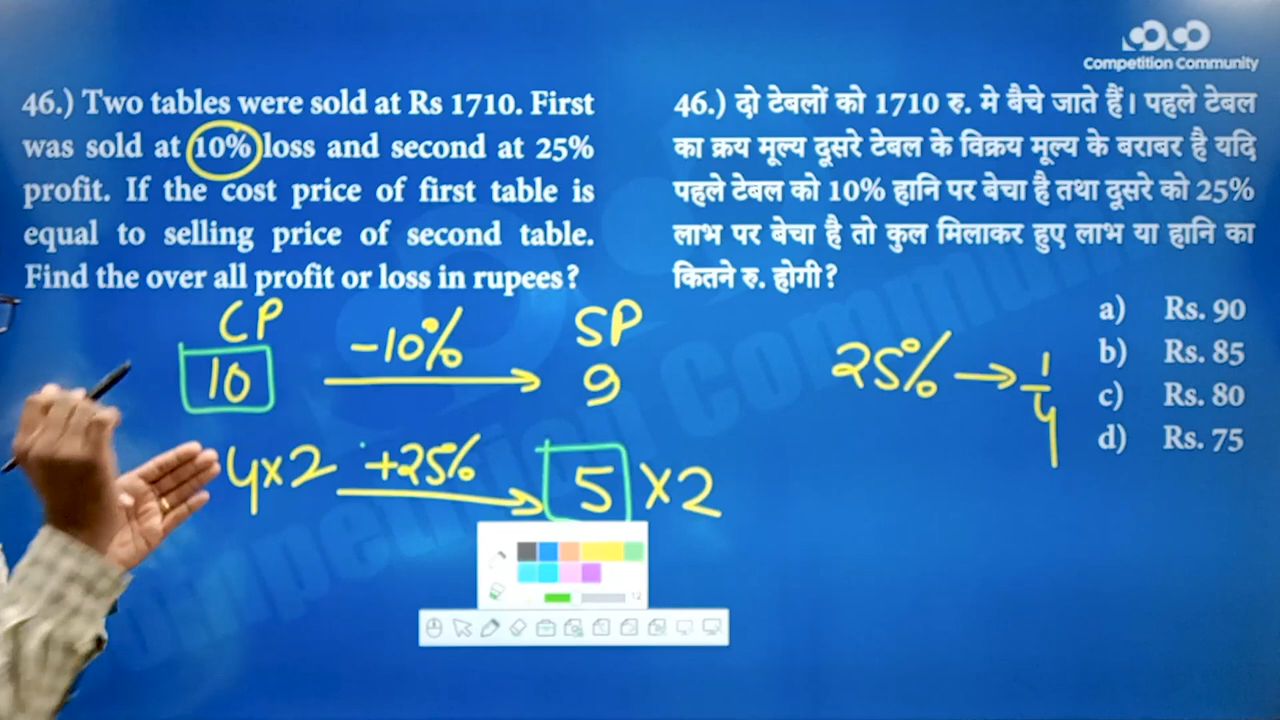 Competition Community
46.) Two tables were sold at Rs 1710. First
was sold at 10% loss and second at 25%
profit. If the cost price of first table is
equal to selling price of second table.
Find the over all profit or loss in rupees?
46.) दो टेबलों को 1710 रु. मे बैचे जाते हैं। पहले टेबल
का क्रय मूल्य दूसरे टेबल के विक्रय मूल्य के बराबर है यदि
पहले टेबल को 10% हानि पर बेचा है तथा दूसरे को 25%
लाभ पर बेचा है तो कुल मिलाकर हुए लाभ या हानि का
कितने रु. होगी?
a) Rs. 90
b) Rs. 85
c) Rs. 80
d) Rs. 75
CP -10% SP
10 9
4×2 +25% 5 ×2
25% → 1/4
12